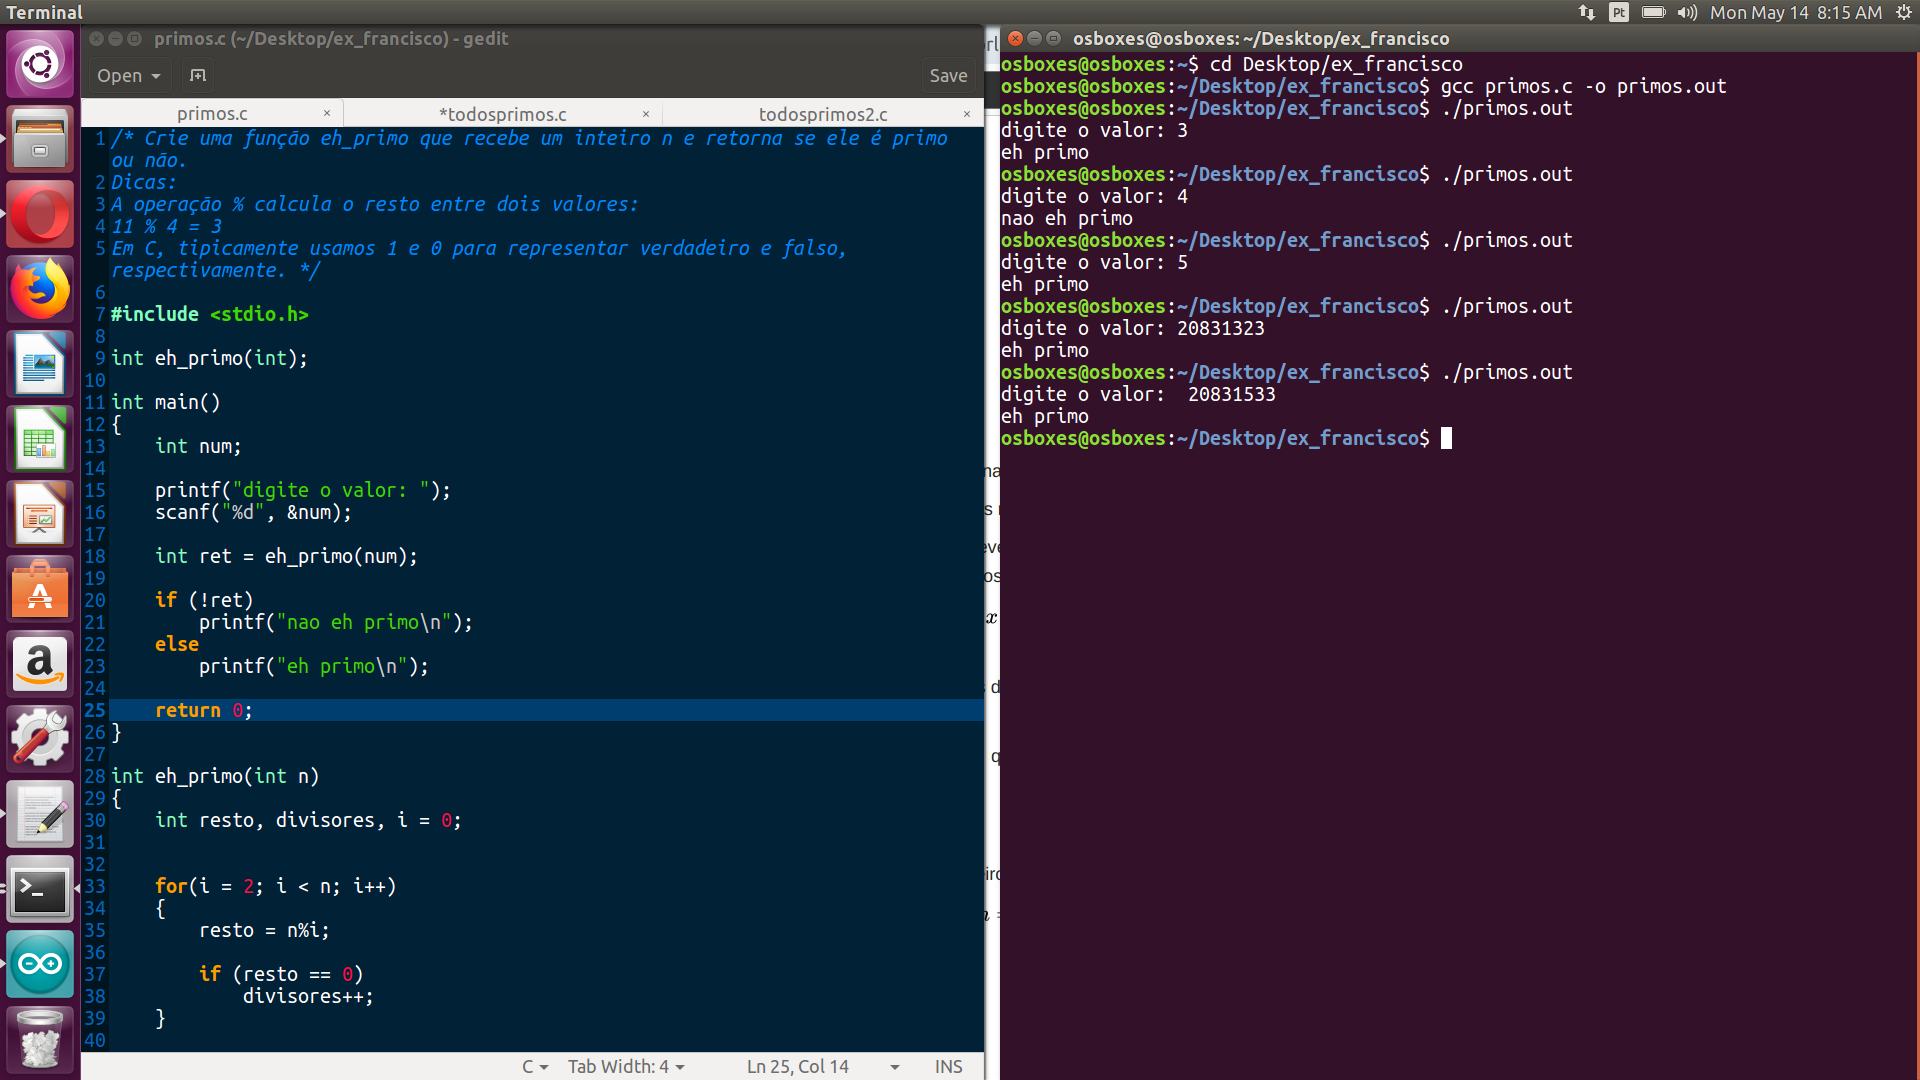 Terminal
Pt
Mon May 14 8:15 AM
primos.c (~/Desktop/ex_francisco) - gedit
Open
Save
primos.c ×
*todosprimos.c ×
todosprimos2.c ×
1 /* Crie uma função eh_primo que recebe um inteiro n e retorna se ele é primo
ou não.
2 Dicas:
3 A operação % calcula o resto entre dois valores:
4 11 % 4 = 3
5 Em C, tipicamente usamos 1 e 0 para representar verdadeiro e falso,
respectivamente. */
6
7 #include <stdio.h>
8
9 int eh_primo(int);
10
11 int main()
12 {
13     int num;
14
15     printf("digite o valor: ");
16     scanf("%d", &num);
17
18     int ret = eh_primo(num);
19
20     if (!ret)
21         printf("nao eh primo\n");
22     else
23         printf("eh primo\n");
24
25     return 0;
26 }
27
28 int eh_primo(int n)
29 {
30     int resto, divisores, i = 0;
31
32
33     for(i = 2; i < n; i++)
34     {
35         resto = n%i;
36
37         if (resto == 0)
38             divisores++;
39     }
40
C
Tab Width: 4
Ln 25, Col 14
INS
osboxes@osboxes: ~/Desktop/ex_francisco
osboxes@osboxes:~$ cd Desktop/ex_francisco
osboxes@osboxes:~/Desktop/ex_francisco$ gcc primos.c -o primos.out
osboxes@osboxes:~/Desktop/ex_francisco$ ./primos.out
digite o valor: 3
eh primo
osboxes@osboxes:~/Desktop/ex_francisco$ ./primos.out
digite o valor: 4
nao eh primo
osboxes@osboxes:~/Desktop/ex_francisco$ ./primos.out
digite o valor: 5
eh primo
osboxes@osboxes:~/Desktop/ex_francisco$ ./primos.out
digite o valor: 20831323
eh primo
osboxes@osboxes:~/Desktop/ex_francisco$ ./primos.out
digite o valor:  20831533
eh primo
osboxes@osboxes:~/Desktop/ex_francisco$